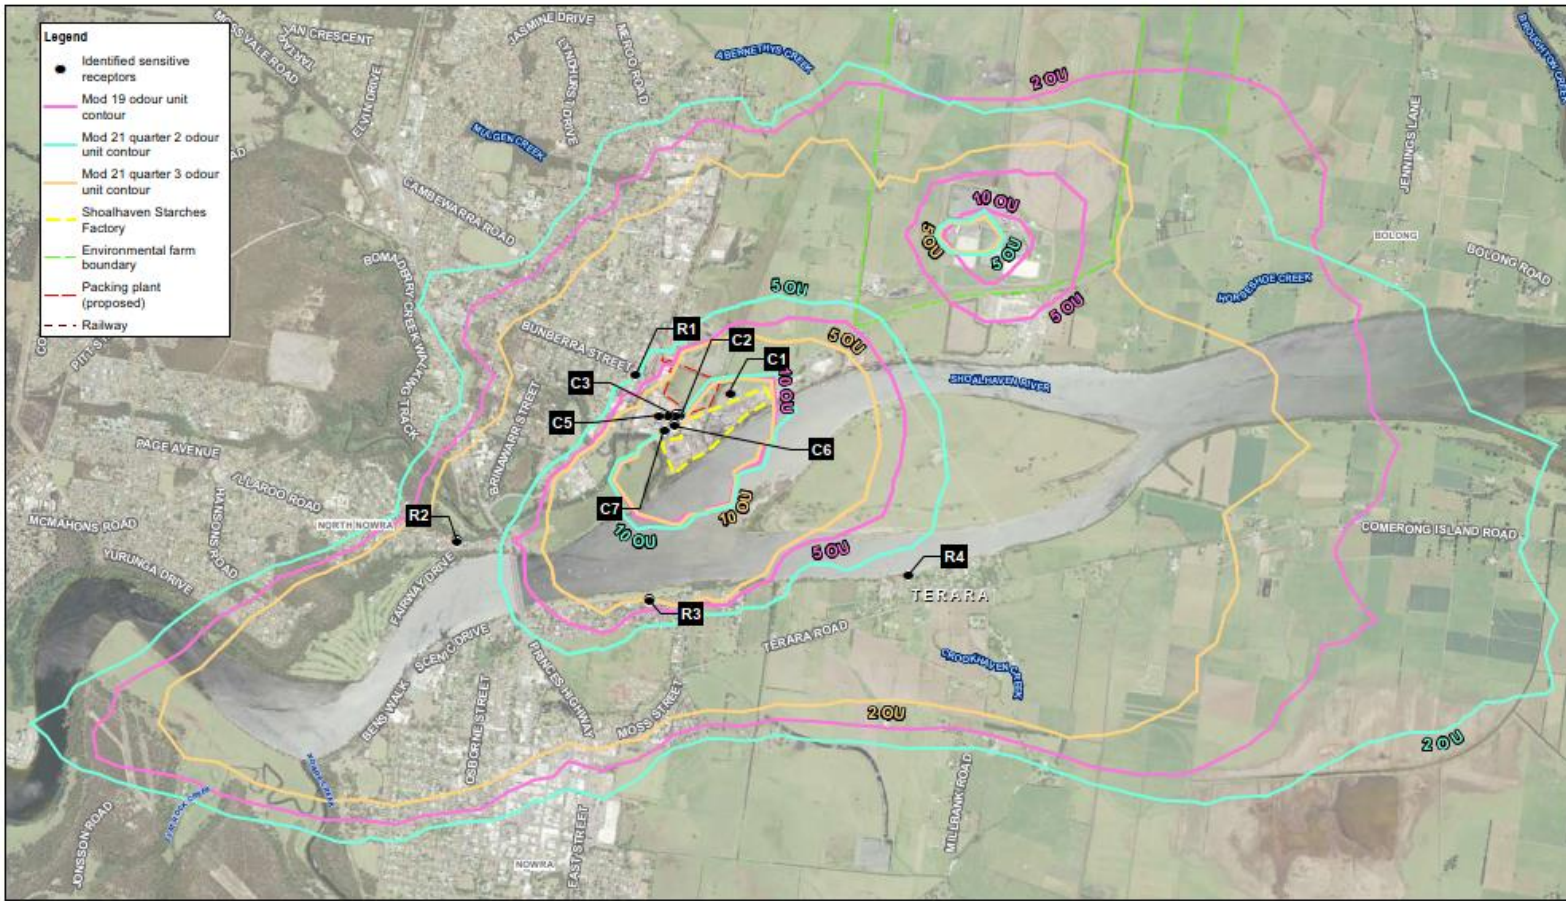 Legend
Identified sensitive
receptors
Mod 19 odour unit
contour
Mod 21 quarter 2 odour
unit contour
Mod 21 quarter 3 odour
unit contour
Shoalhaven Starches
Factory
Environmental farm
boundary
Packing plant
(proposed)
Railway
MOSS VALE ROAD
TARTAR
AN CRESCENT
ELVIN DRIVE
JASMINE DRIVE
LYNDHURST DRIVE
MEROO ROAD
ABERNETHYS CREEK
MULGEN CREEK
CAMBEWARRA ROAD
BOMADERRY CREEK WALKING TRACK
PITT
2 OU
JENNINGS LANE
BOLONG
BOLONG ROAD
HORSESHOE CREEK
10 OU
5 OU
5 OU
5 OU
5 OU
5 OU
10 OU
BUNBERRA STREET
R1
C2
C1
C3
C5
C6
C7
SHOALHAVEN RIVER
BRINAWARR STREET
PAGE AVENUE
ILLAROO ROAD
HANSONS ROAD
MCMAHONS ROAD
YURUNGA DRIVE
NORTH NOWRA
R2
10 OU
10 OU
5 OU
R4
TERARA
COMERONG ISLAND ROAD
FAIRWAY DRIVE
R3
TERARA ROAD
CROOKHAVEN CREEK
SCENIC DRIVE
BENS WALK
PRINCES HIGHWAY
MOSS STREET
OSBORNE STREET
2 OU
2 OU
MILLBANK ROAD
JONSSON ROAD
NOWRA
EAST STREET